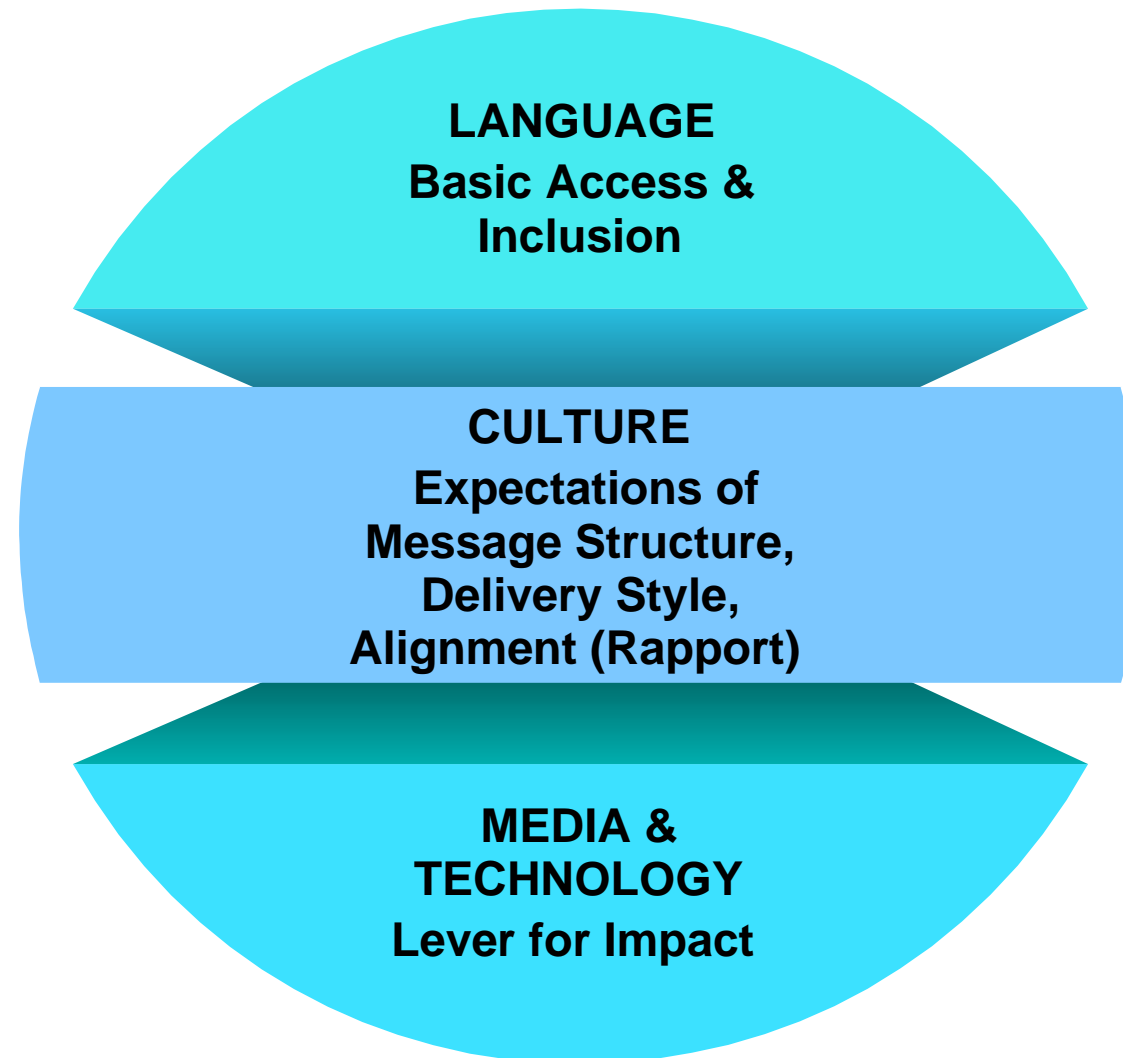 LANGUAGE
Basic Access &
Inclusion
CULTURE
Expectations of
Message Structure,
Delivery Style,
Alignment (Rapport)
MEDIA &
TECHNOLOGY
Lever for Impact